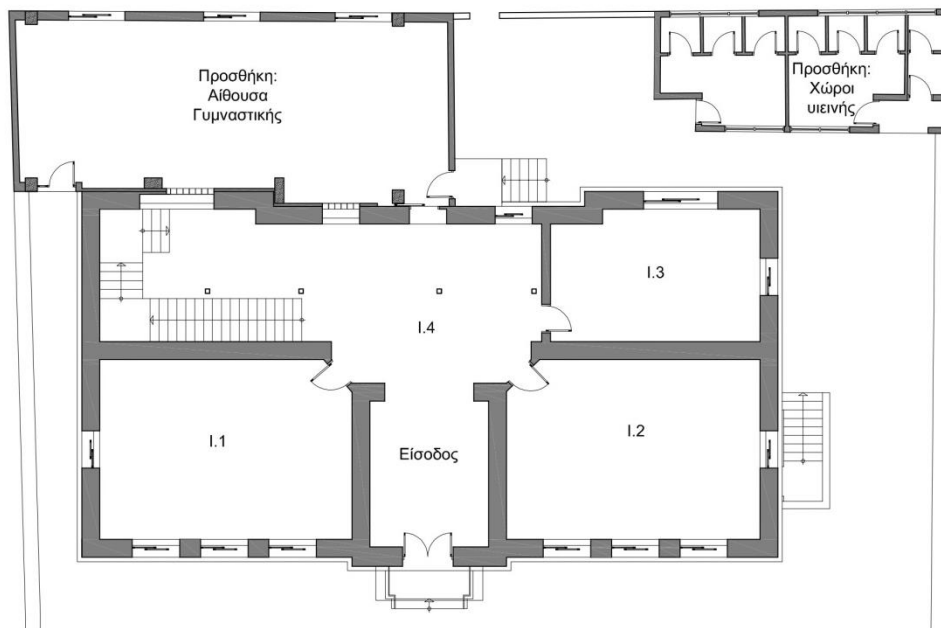 Προσθήκη:
Αίθουσα
Γυμναστικής
Προσθήκη:
Χώροι
υιεινής
I.3
I.4
I.1
Είσοδος
I.2